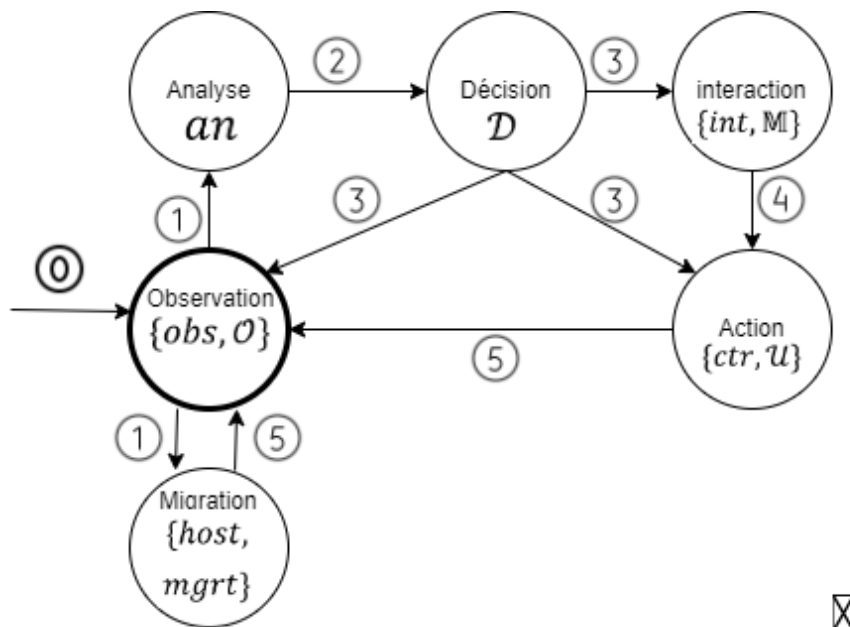 Analyse
an
2
Décision
𝒟
3
interaction
{int, 𝕄}
1
3
3
4
0
Observation
{obs, 𝒪}
5
Action
{ctr, 𝒰}
1
5
Migration
{host,
mgrt}